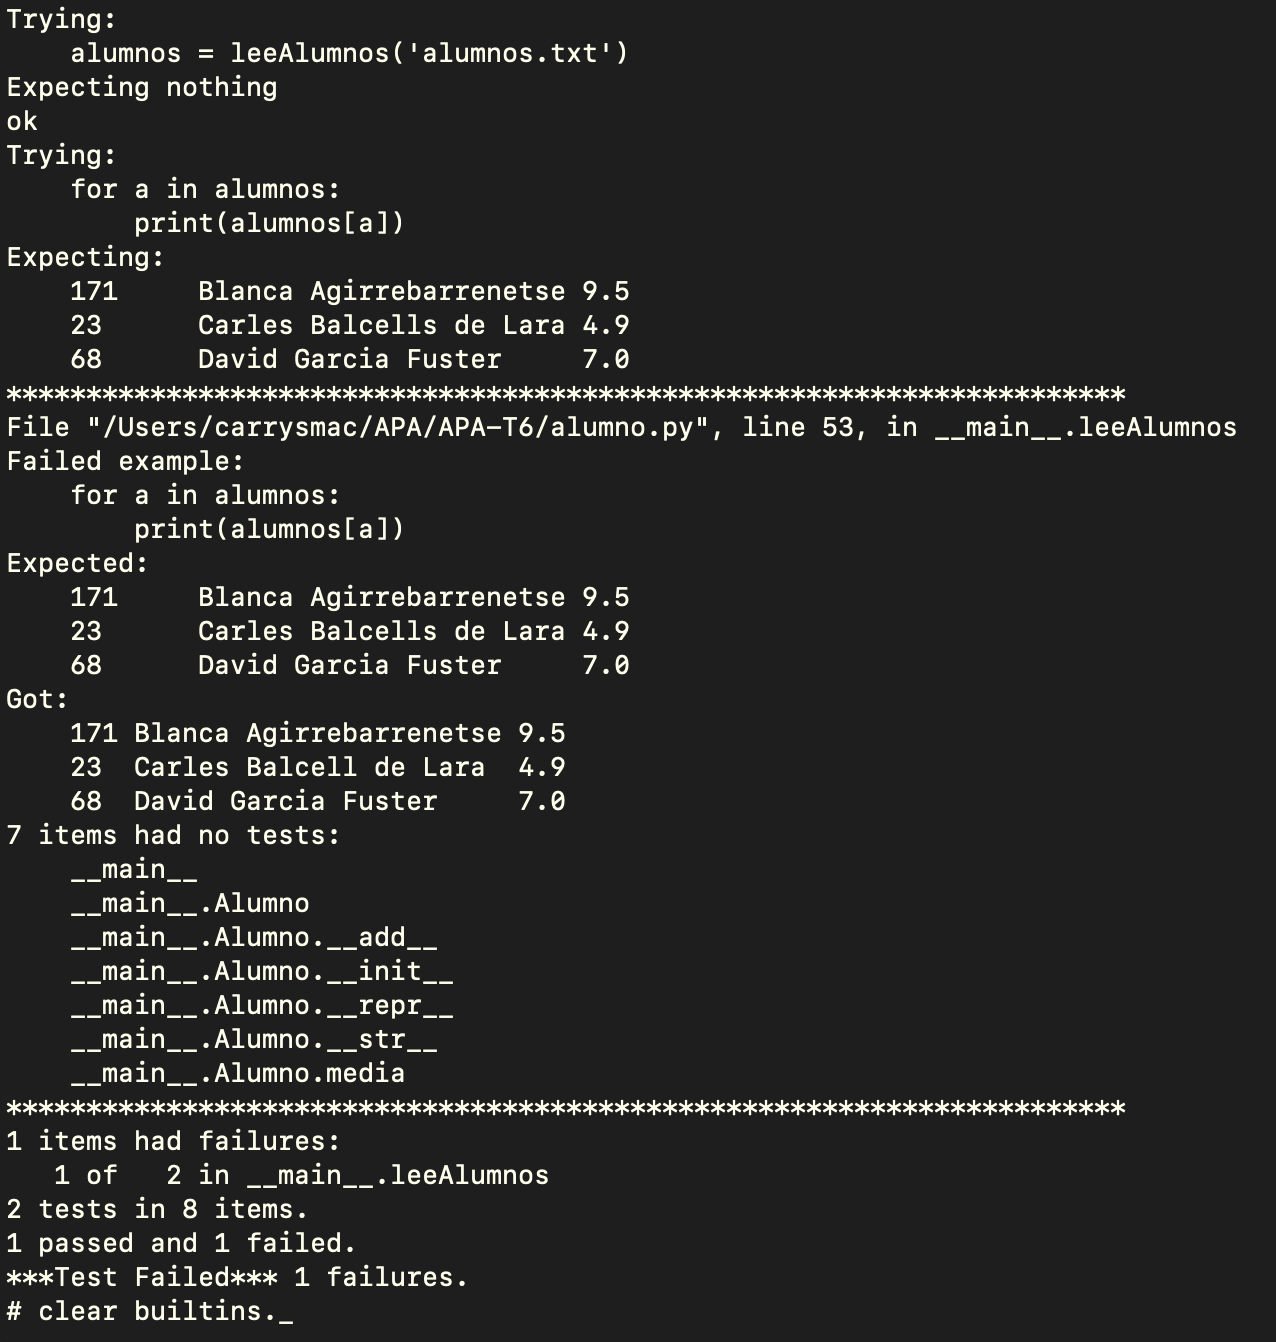 Trying:
    alumnos = leeAlumnos('alumnos.txt')
Expecting nothing
ok
Trying:
    for a in alumnos:
        print(alumnos[a])
Expecting:
    171     Blanca Agirrebarrenetse 9.5
    23      Carles Balcells de Lara 4.9
    68      David Garcia Fuster     7.0
**********************************************************************
File "/Users/carrysmac/APA/APA-T6/alumno.py", line 53, in __main__.leeAlumnos
Failed example:
    for a in alumnos:
        print(alumnos[a])
Expected:
    171     Blanca Agirrebarrenetse 9.5
    23      Carles Balcells de Lara 4.9
    68      David Garcia Fuster     7.0
Got:
    171 Blanca Agirrebarrenetse 9.5
    23  Carles Balcell de Lara  4.9
    68  David Garcia Fuster     7.0
7 items had no tests:
    __main__
    __main__.Alumno
    __main__.Alumno.__add__
    __main__.Alumno.__init__
    __main__.Alumno.__repr__
    __main__.Alumno.__str__
    __main__.Alumno.media
**********************************************************************
1 items had failures:
   1 of   2 in __main__.leeAlumnos
2 tests in 8 items.
1 passed and 1 failed.
***Test Failed*** 1 failures.
# clear builtins._